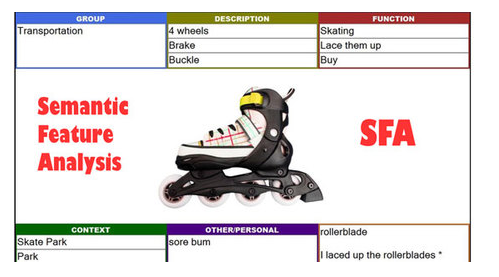 GROUP
DESCRIPTION
FUNCTION
Transportation
4 wheels
Skating
Brake
Lace them up
Buckle
Buy
Semantic
Feature
Analysis
SFA
CONTEXT
OTHER/PERSONAL
rollerblade
Skate Park
sore bum
Park
I laced up the rollerblades *